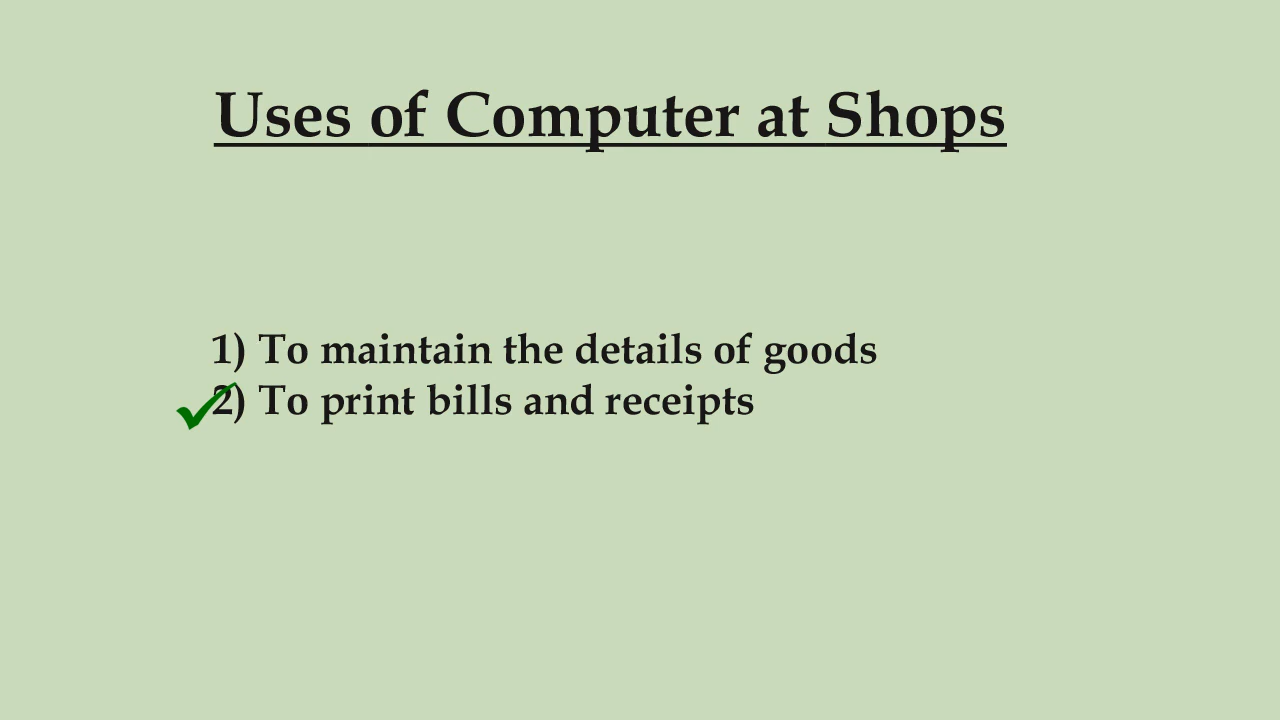 Uses of Computer at Shops
1) To maintain the details of goods
2) To print bills and receipts